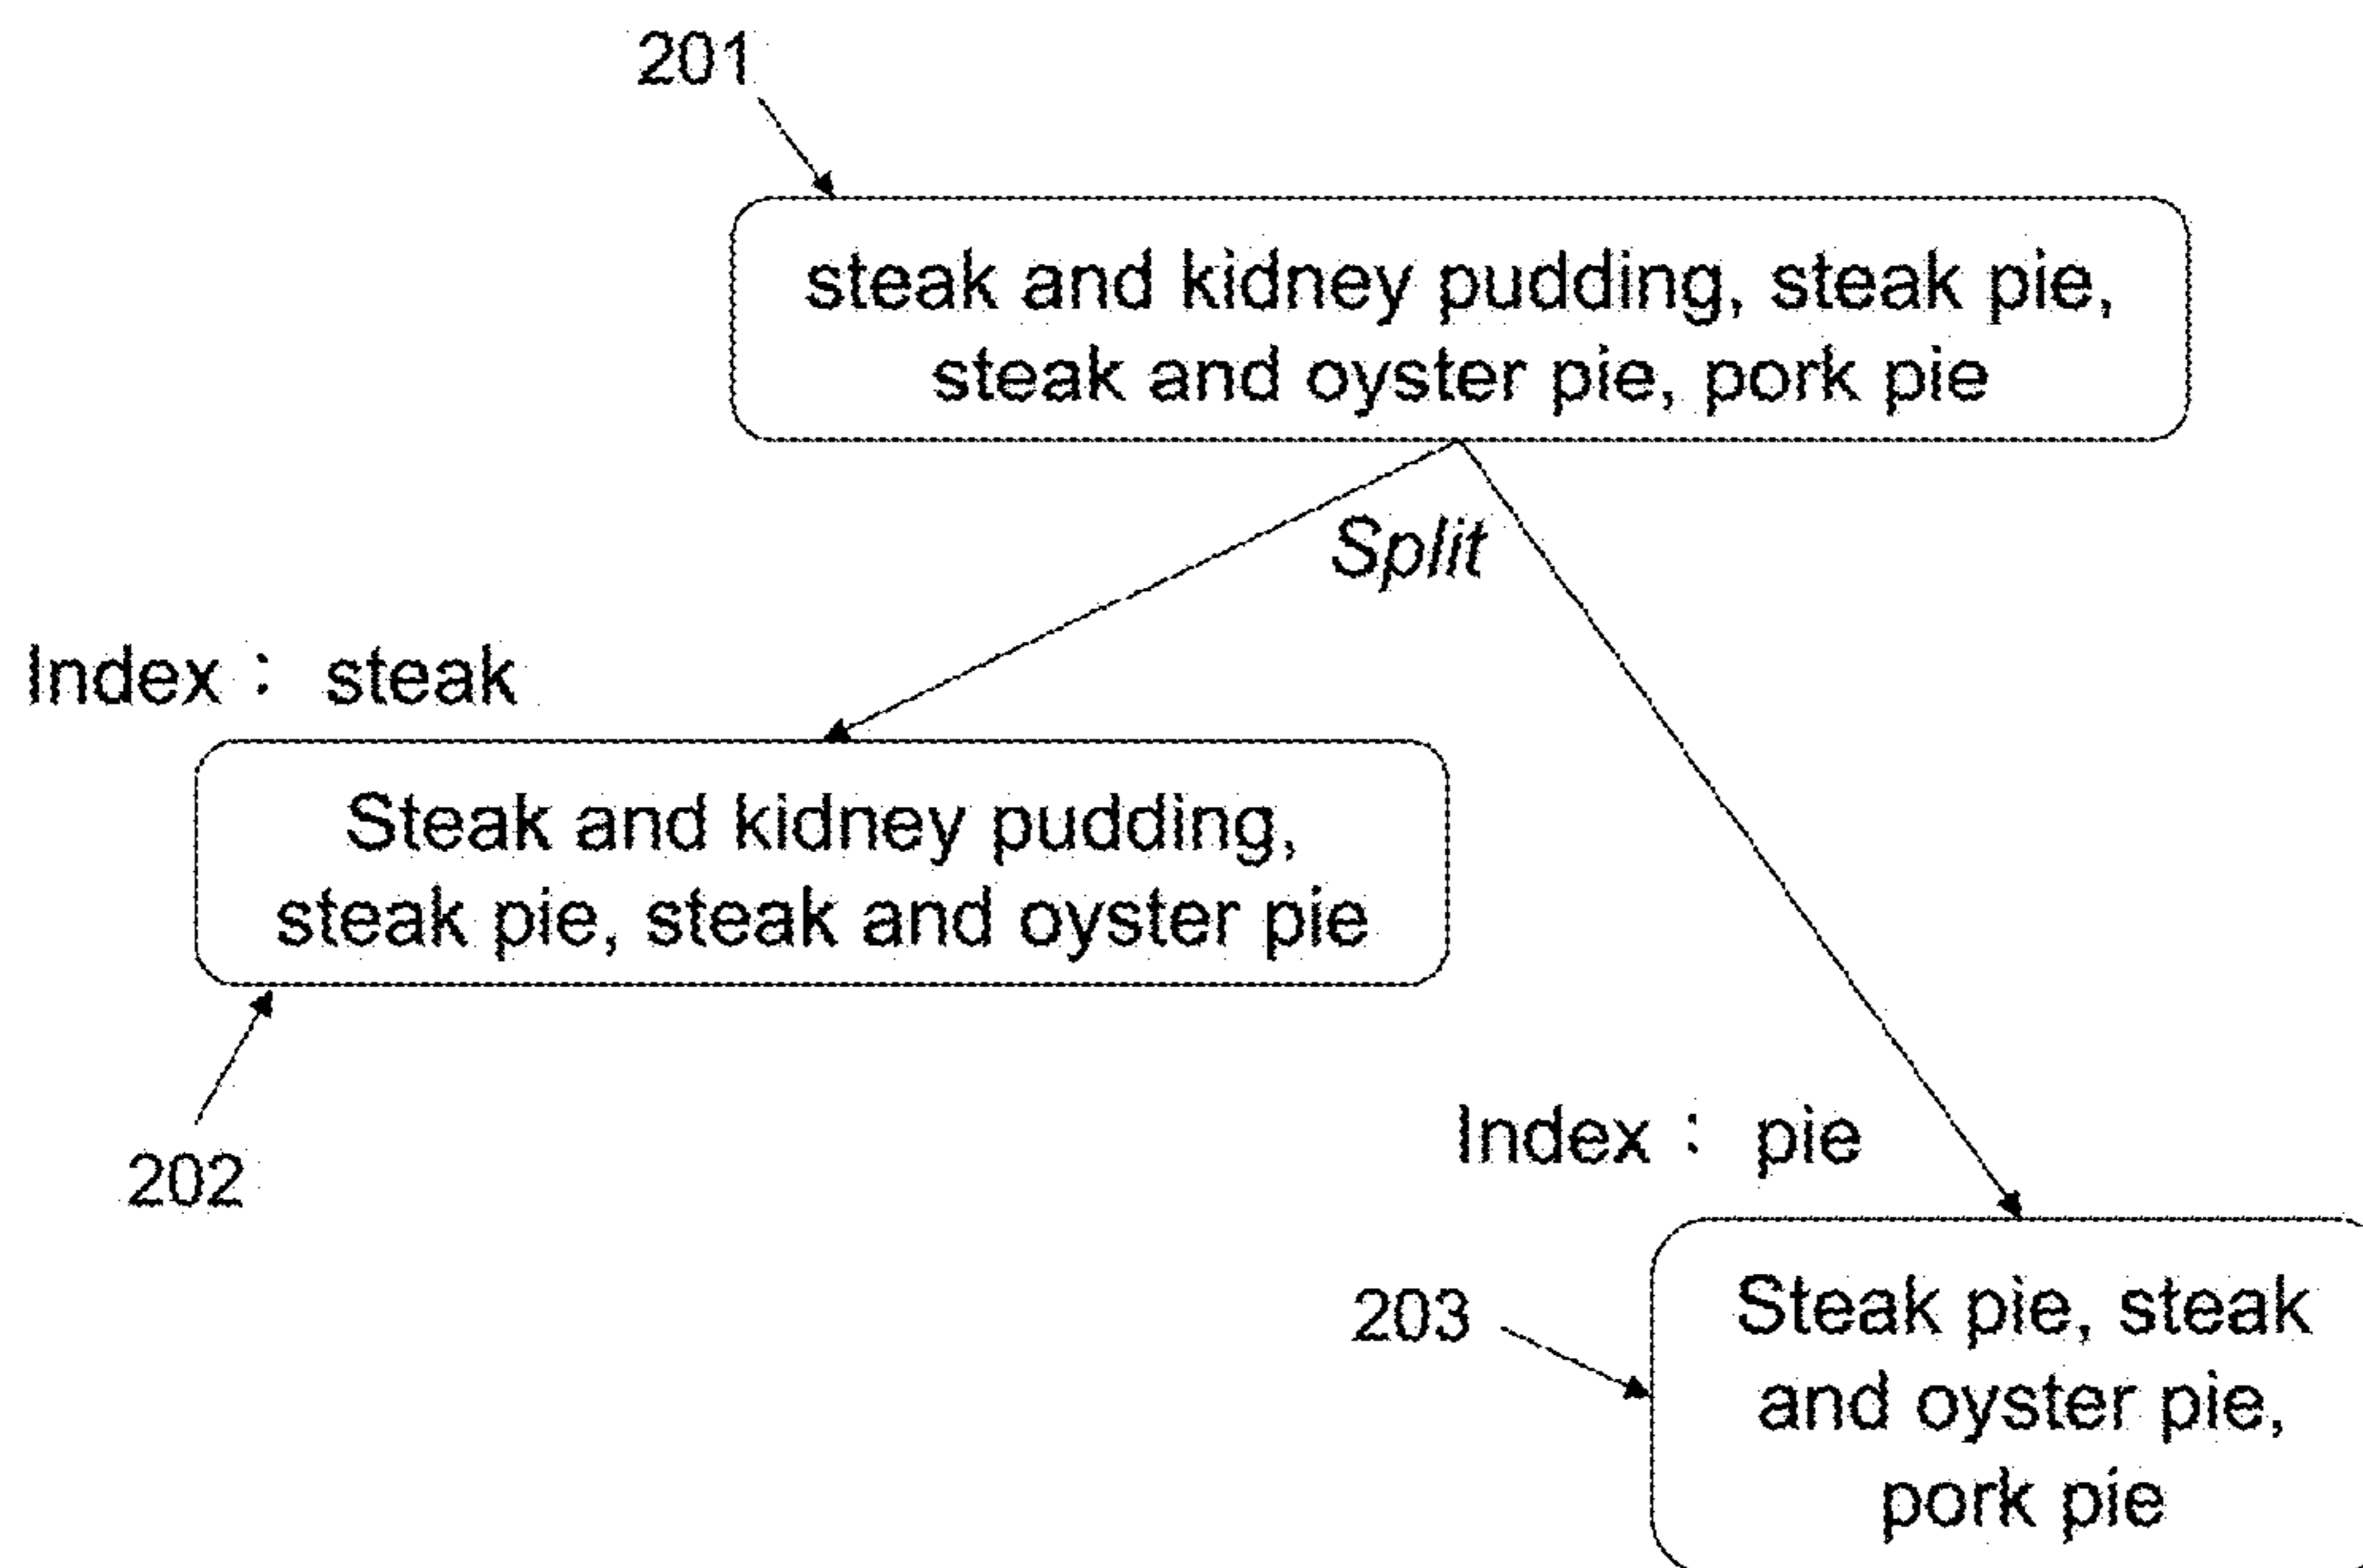 201
steak and kidney pudding, steak pie,
steak and oyster pie, pork pie
Split
Index : steak
Steak and kidney pudding,
steak pie, steak and oyster pie
202
Index : pie
203
Steak pie, steak
and oyster pie,
pork pie